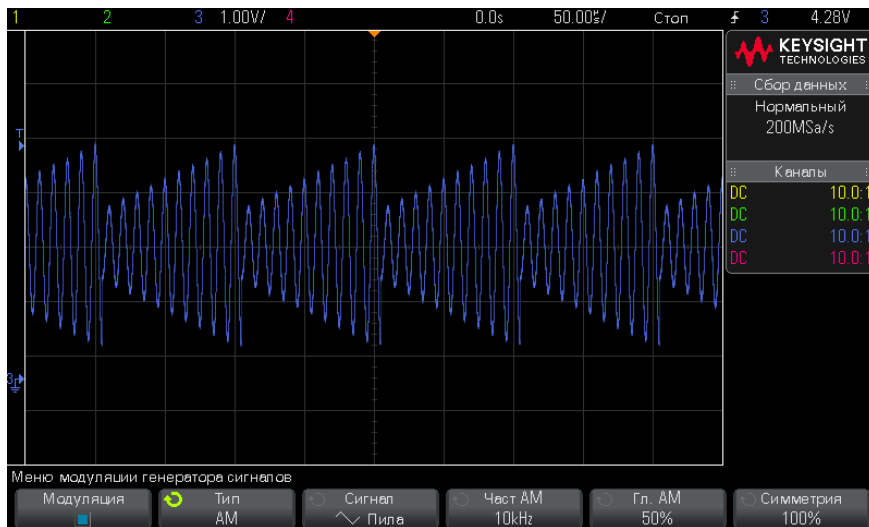 1 2 3 1.00V/ 4 0.0s 50.00µs/ Стоп 3 4.28V
KEYSIGHT
TECHNOLOGIES
Сбор данных
Нормальный
200MSa/s
Каналы
DC 10.0:1
DC 10.0:1
DC 10.0:1
DC 10.0:1
T
3
Меню модуляции генератора сигналов
Модуляция
Тип
AM
Сигнал
Пила
Част AM
10kHz
Гл. AM
50%
Симметрия
100%